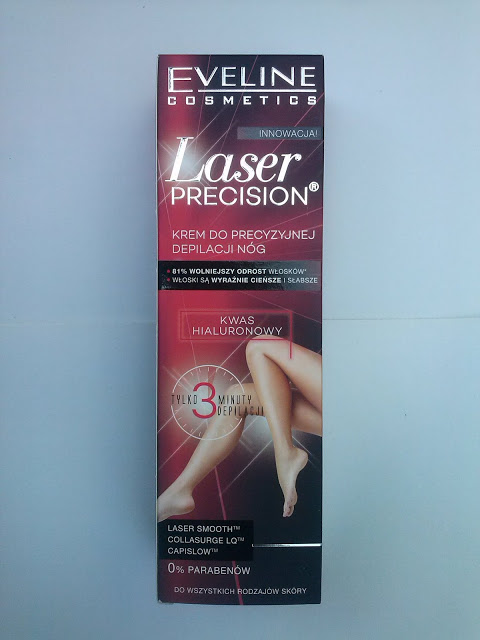 EVELINE
COSMETICS
INNOWACJA!
Laser
PRECISION®
KREM DO PRECYZYJNEJ
DEPILACJI NÓG
• 81% WOLNIEJSZY ODROST WŁOSKÓW*
• WŁOSKI SĄ WYRAŹNIE CIEŃSZE I SŁABSZE
KWAS
HIALURONOWY
TYLKO 3 MINUTY
DEPILACJI
LASER SMOOTH™
COLLASURGE LQ™
CAPISLOW™
0% PARABENÓW
DO WSZYSTKICH RODZAJÓW SKÓRY